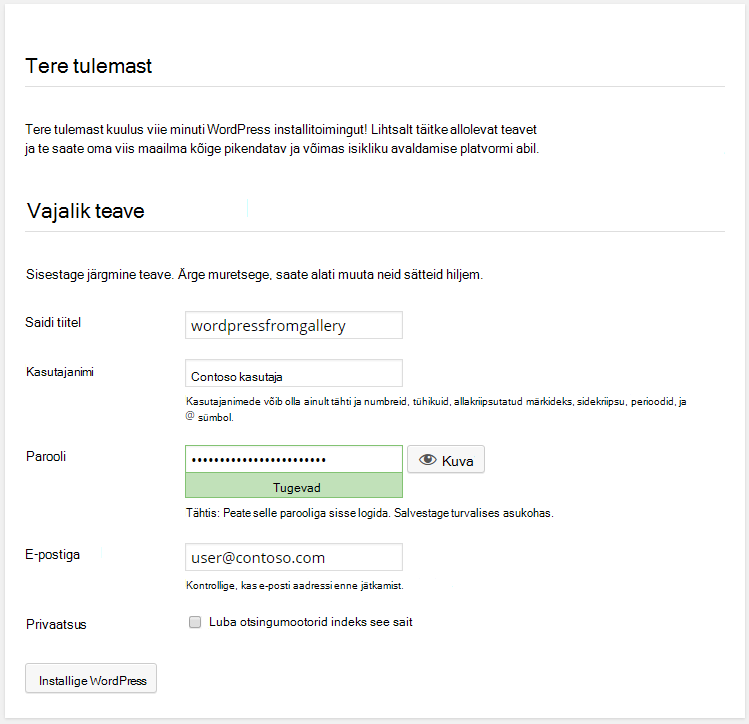 Tere tulemast
Tere tulemast kuulus viie minuti WordPress installitoimingut! Lihtsalt täitke allolevat teavet
ja te saate oma viis maailma kõige pikendatav ja võimas isikliku avaldamise platvormi abil.
Vajalik teave
Sisestage järgmine teave. Ärge muretsege, saate alati muuta neid sätteid hiljem.
Saidi tiitel
wordpressfromgallery
Kasutajanimi
Contoso kasutaja
Kasutajanimede võib olla ainult tähti ja numbreid, tühikuid, allakriipsutatud märkideks, sidekriipsu, perioodid, ja
@ sümbol.
Parooli
••••••••••••••••••••••••
Kuva
Tugevad
Tähtis: Peate selle parooliga sisse logida. Salvestage turvalises asukohas.
E-postiga
user@contoso.com
Kontrollige, kas e-posti aadressi enne jätkamist.
Privaatsus
Luba otsingumootorid indeks see sait
Installige WordPress